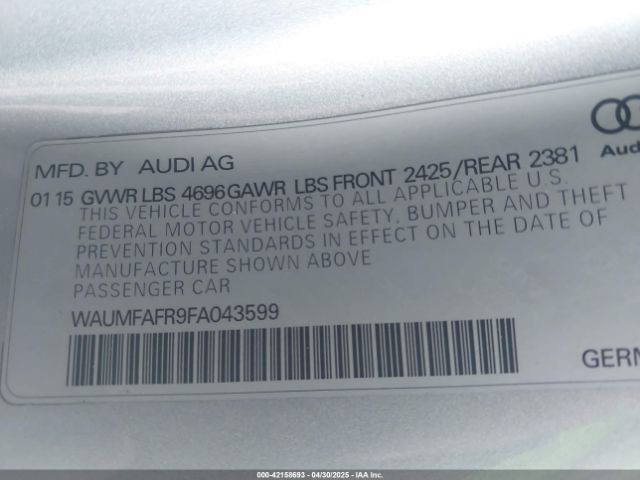 MFD. BY AUDI AG
01 15 GVWR LBS 4696 GAWR LBS FRONT 2425/REAR 2381
THIS VEHICLE CONFORMS TO ALL APPLICABLE U.S.
FEDERAL MOTOR VEHICLE SAFETY, BUMPER AND THEFT
PREVENTION STANDARDS IN EFFECT ON THE DATE OF
MANUFACTURE SHOWN ABOVE
PASSENGER CAR
WAUMFAFR9FA043599
Aud
GERN
000-42158693 - 04/30/2025 - IAA Inc.